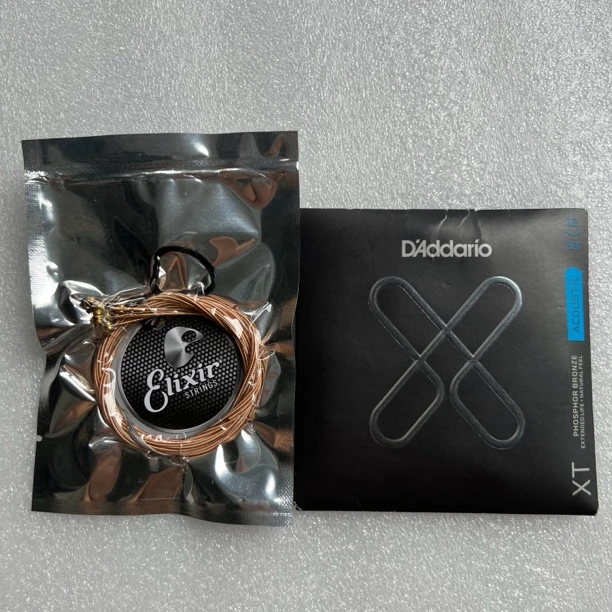 Elixir
STRINGS
D'Addario
ACOUSTIC
PHOSPHOR BRONZE
EXTENDED LIFE • NATURAL FEEL
XT